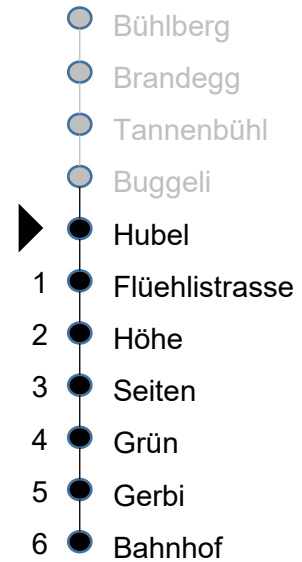 Bühlberg
Brandegg
Tannenbühl
Buggeli
Hubel
1 Flüehlistrasse
2 Höhe
3 Seiten
4 Grün
5 Gerbi
6 Bahnhof